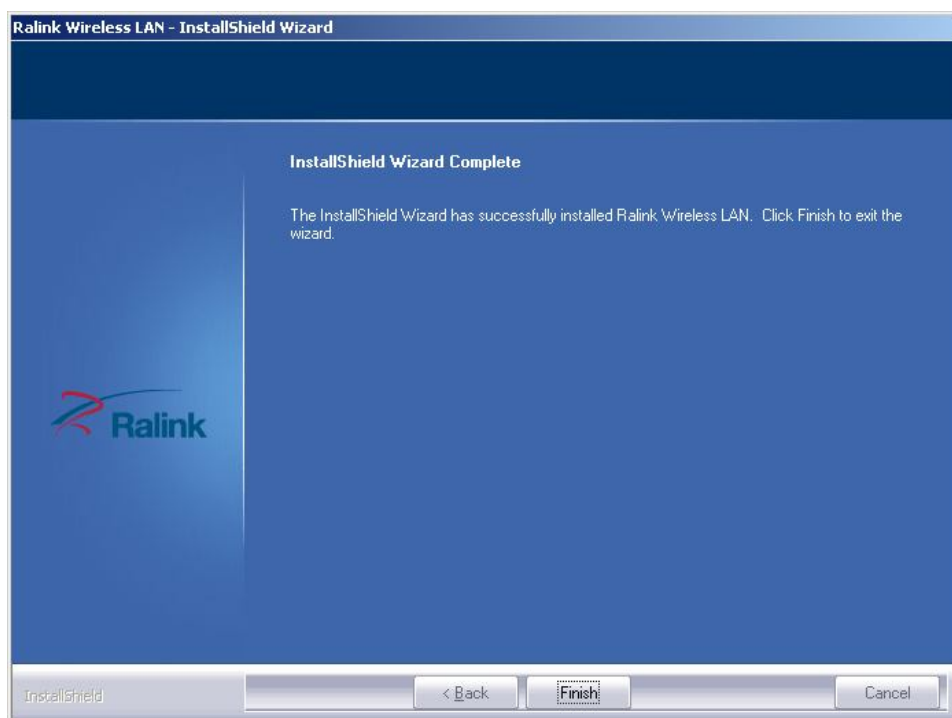 Ralink Wireless LAN - InstallShield Wizard
InstallShield Wizard Complete
The InstallShield Wizard has successfully installed Ralink Wireless LAN. Click Finish to exit the
wizard.
Ralink
InstallShield
< Back
Finish
Cancel